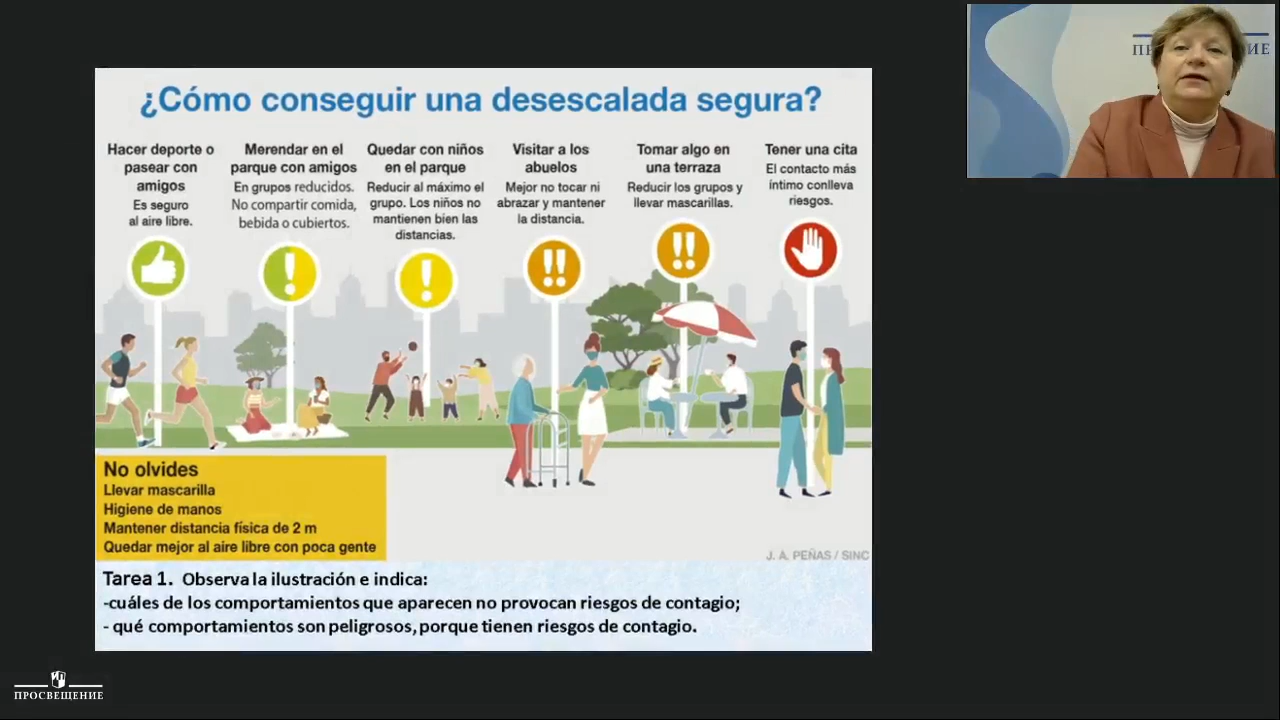 ¿Cómo conseguir una desescalada segura?
Hacer deporte o
pasear con
amigos
Es seguro
al aire libre.
Merendar en el
parque con amigos
En grupos reducidos.
No compartir comida,
bebida o cubiertos.
Quedar con niños
en el parque
Reducir al máximo el
grupo. Los niños no
mantienen bien las
distancias.
Visitar a los
abuelos
Mejor no tocar ni
abrazar y mantener
la distancia.
Tomar algo en
una terraza
Reducir los grupos y
llevar mascarillas.
Tener una cita
El contacto más
íntimo conlleva
riesgos.
!
!
!!
!!
No olvides
Llevar mascarilla
Higiene de manos
Mantener distancia física de 2 m
Quedar mejor al aire libre con poca gente
J. A. PEÑAS / SINC
Tarea 1. Observa la ilustración e indica:
-cuáles de los comportamientos que aparecen no provocan riesgos de contagio;
- qué comportamientos son peligrosos, porque tienen riesgos de contagio.
ПРОСВЕЩЕНИЕ